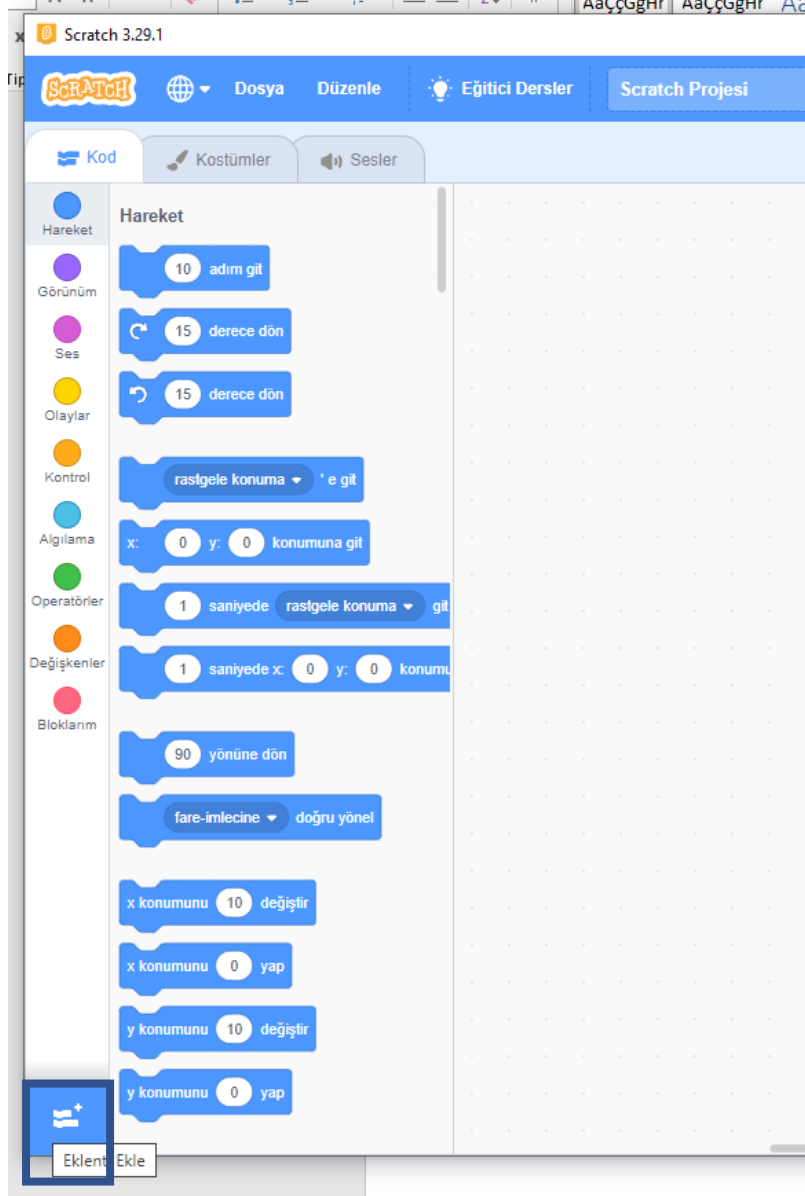 AaÇçGğHr AaÇçGğHr
Scratch 3.29.1
SCRATCH Dosya Düzenle Eğitici Dersler Scratch Projesi
Kod Kostümler Sesler
Hareket
Görünüm
Ses
Olaylar
Kontrol
Algılama
Operatörler
Değişkenler
Bloklarım
Hareket
10 adım git
15 derece dön
15 derece dön
rastgele konuma ' e git
x: 0 y: 0 konumuna git
1 saniyede rastgele konuma git
1 saniyede x: 0 y: 0 konumu
90 yönüne dön
fare-imlecine doğru yönel
x konumunu 10 değiştir
x konumunu 0 yap
y konumunu 10 değiştir
y konumunu 0 yap
Eklenti Ekle